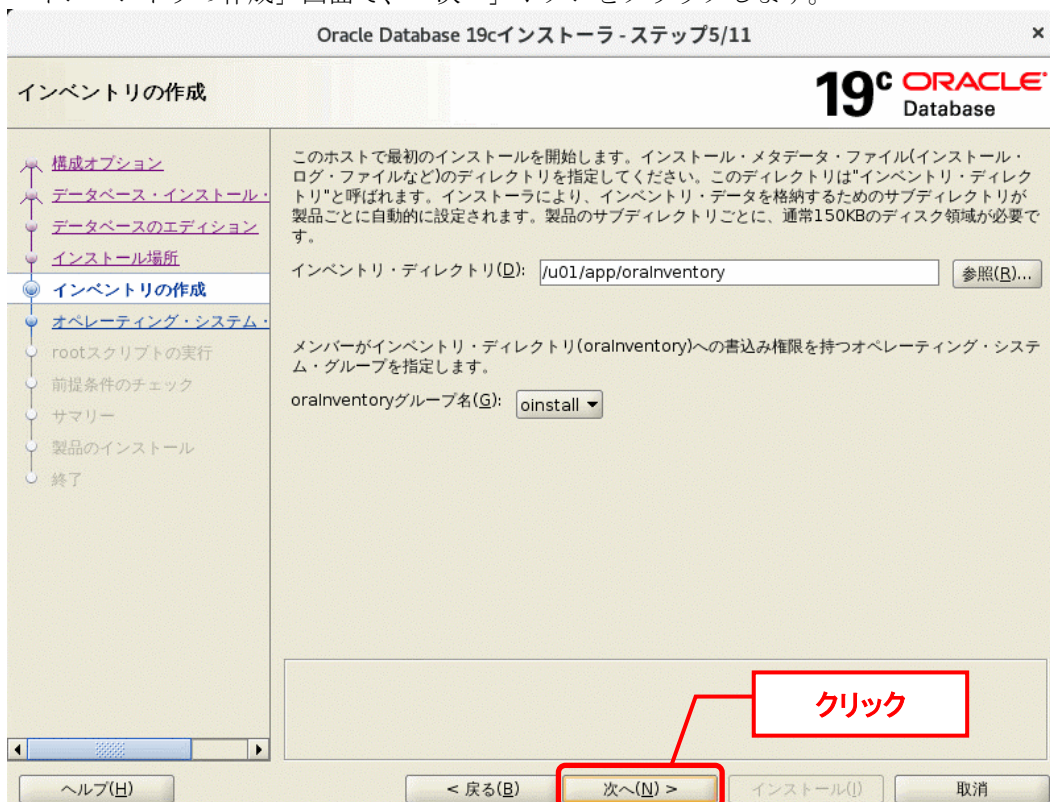 Oracle Database 19cインストーラ - ステップ5/11
×
インベントリの作成
19c ORACLE
Database
構成オプション
データベース・インストール・
データベースのエディション
インストール場所
インベントリの作成
オペレーティング・システム・
rootスクリプトの実行
前提条件のチェック
サマリー
製品のインストール
終了
このホストで最初のインストールを開始します。インストール・メタデータ・ファイル(インストール・
ログ・ファイルなど)のディレクトリを指定してください。このディレクトリは"インベントリ・ディレク
トリ"と呼ばれます。インストーラにより、インベントリ・データを格納するためのサブディレクトリが
製品ごとに自動的に設定されます。製品のサブディレクトリごとに、通常150KBのディスク領域が必要で
す。
インベントリ・ディレクトリ(D): /u01/app/oraInventory 参照(R)...
メンバーがインベントリ・ディレクトリ(oraInventory)への書込み権限を持つオペレーティング・システ
ム・グループを指定します。
oraInventoryグループ名(G): oinstall
クリック
ヘルプ(H) < 戻る(B) 次へ(N) > インストール(I) 取消